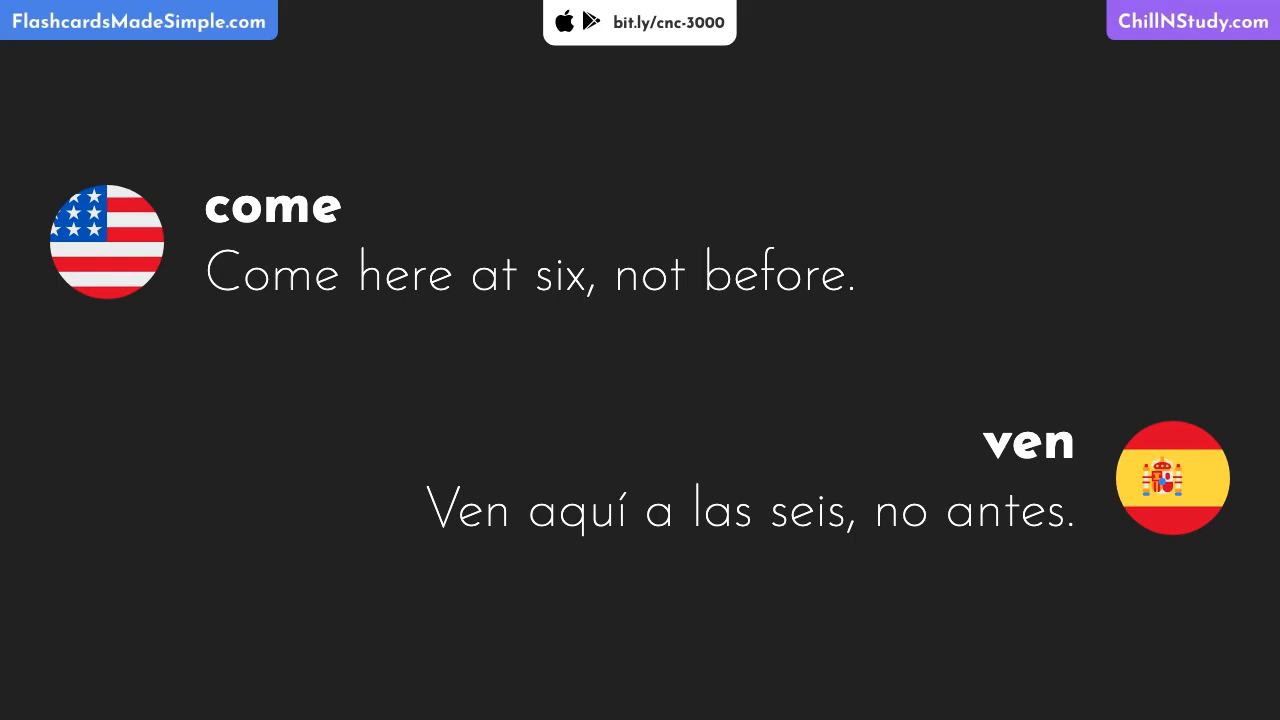 FlashcardsMadeSimple.com
bit.ly/cnc-3000
ChillNStudy.com
come
Come here at six, not before.
ven
Ven aquí a las seis, no antes.